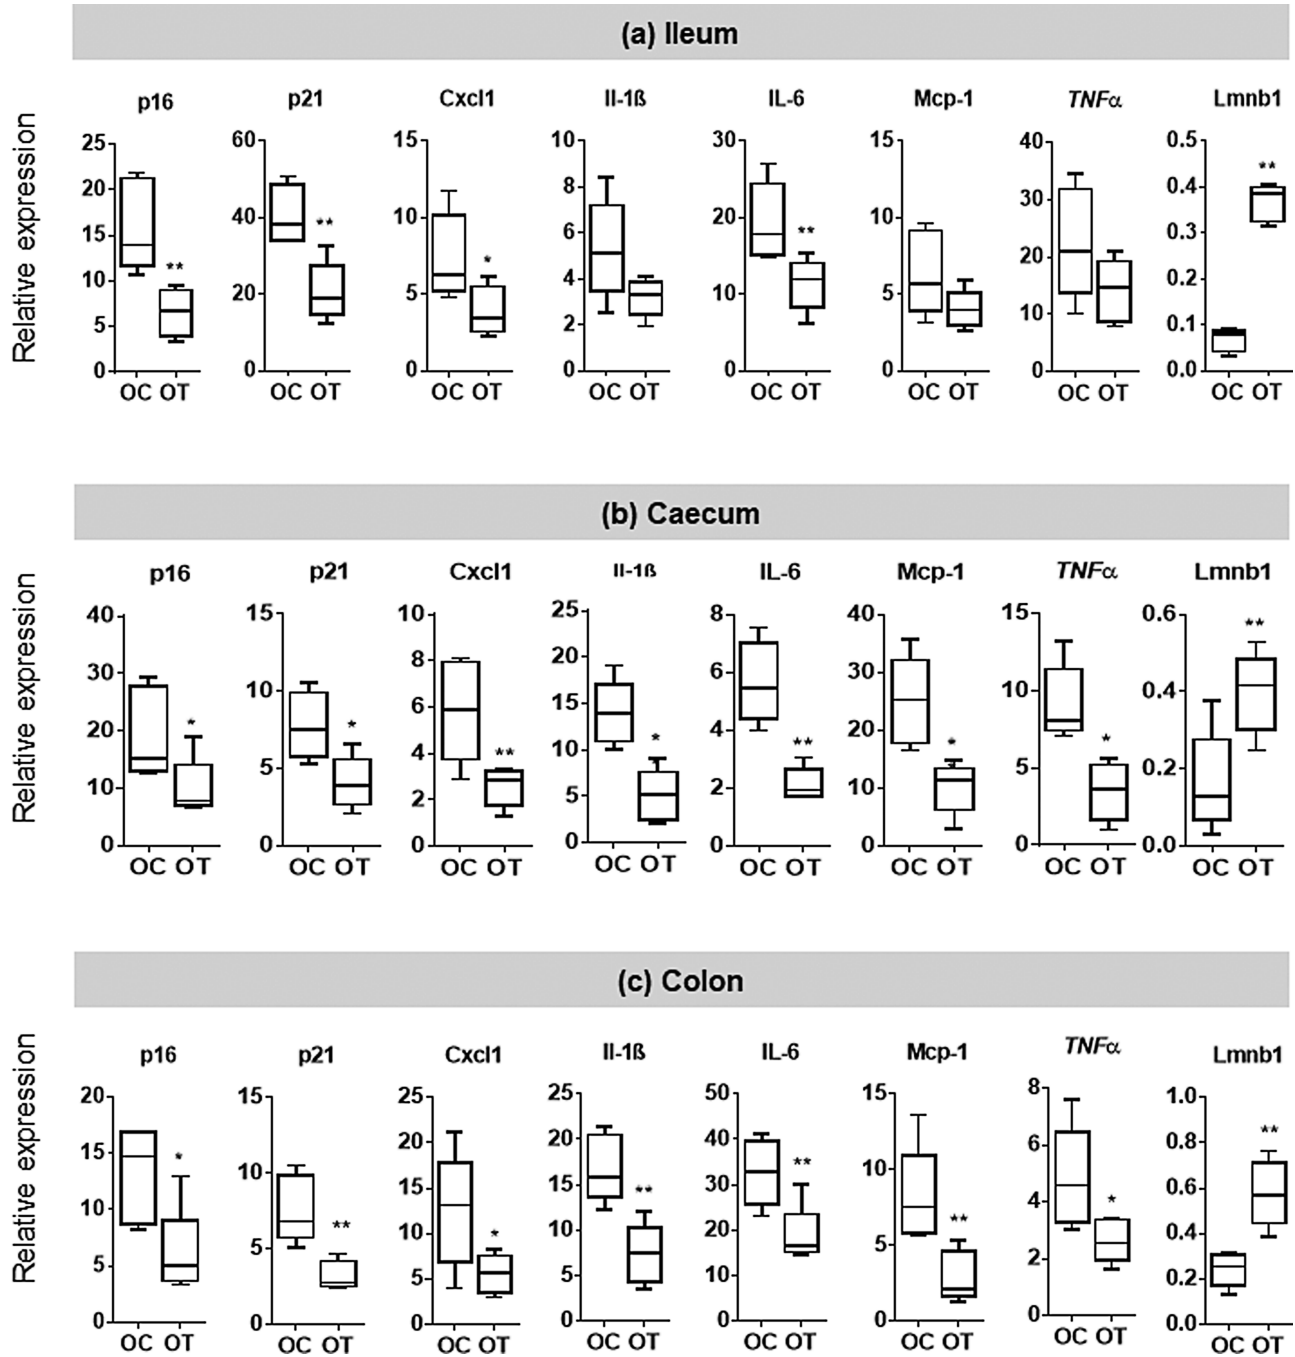 (a) Ileum
p16 p21 Cxcl1 Il-1ß IL-6 Mcp-1 TNFα Lmnb1
Relative expression
25 60 15 10 30 15 40 0.5
20 40 10 8 20 10 30 0.4
15 20 5 6 10 5 20 0.3
10 0 0 4 0 0 10 0.2
5 2 0 0.1
0 0 0.0
** ** * ** **
OC OT OC OT OC OT OC OT OC OT OC OT OC OT OC OT
(b) Caecum
p16 p21 Cxcl1 Il-1ß IL-6 Mcp-1 TNFα Lmnb1
Relative expression
40 15 10 25 8 40 15 0.6
30 10 8 20 6 30 10 0.4
20 5 6 15 4 20 5 0.2
10 0 4 10 2 10 0 0.0
0 2 5 0 0
0 0
* * ** * ** * * **
OC OT OC OT OC OT OC OT OC OT OC OT OC OT OC OT
(c) Colon
p16 p21 Cxcl1 Il-1ß IL-6 Mcp-1 TNFα Lmnb1
Relative expression
20 15 25 25 50 15 8 1.0
15 10 20 20 40 10 6 0.8
10 5 15 15 30 5 4 0.6
5 0 10 10 20 0 2 0.4
0 5 5 10 0 0.2
0 0 0 0.0
* ** * ** ** ** * **
OC OT OC OT OC OT OC OT OC OT OC OT OC OT OC OT